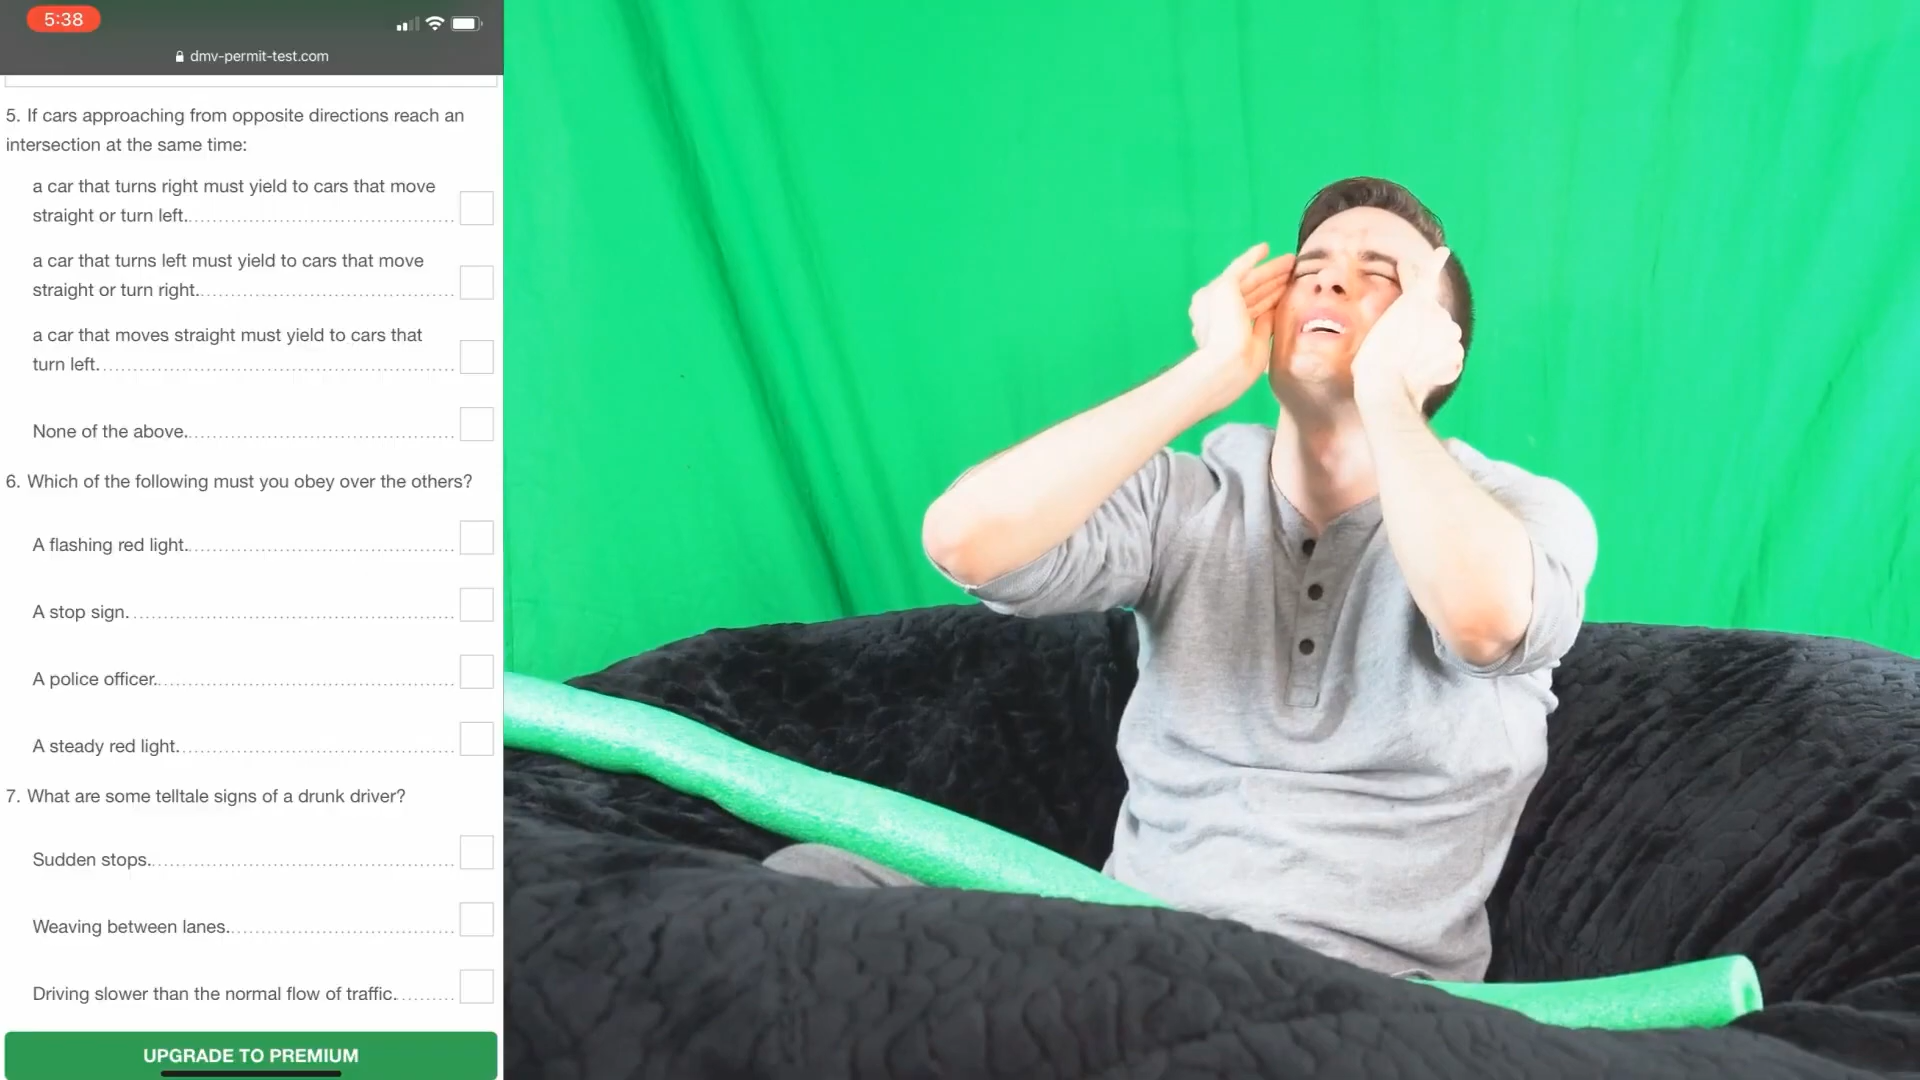 5:38
dmv-permit-test.com
5. If cars approaching from opposite directions reach an
intersection at the same time:
a car that turns right must yield to cars that move
straight or turn left.
a car that turns left must yield to cars that move
straight or turn right.
a car that moves straight must yield to cars that
turn left.
None of the above.
6. Which of the following must you obey over the others?
A flashing red light.
A stop sign.
A police officer.
A steady red light.
7. What are some telltale signs of a drunk driver?
Sudden stops.
Weaving between lanes.
Driving slower than the normal flow of traffic.
UPGRADE TO PREMIUM